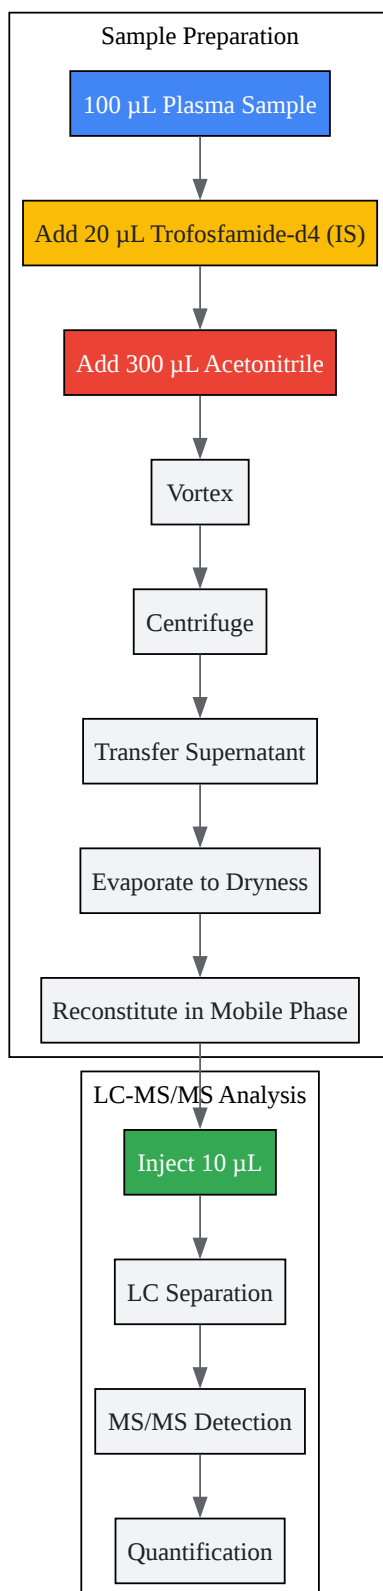 Sample Preparation
100 µL Plasma Sample
Add 20 µL Trofosfamide-d4 (IS)
Add 300 µL Acetonitrile
Vortex
Centrifuge
Transfer Supernatant
Evaporate to Dryness
Reconstitute in Mobile Phase
LC-MS/MS Analysis
Inject 10 µL
LC Separation
MS/MS Detection
Quantification